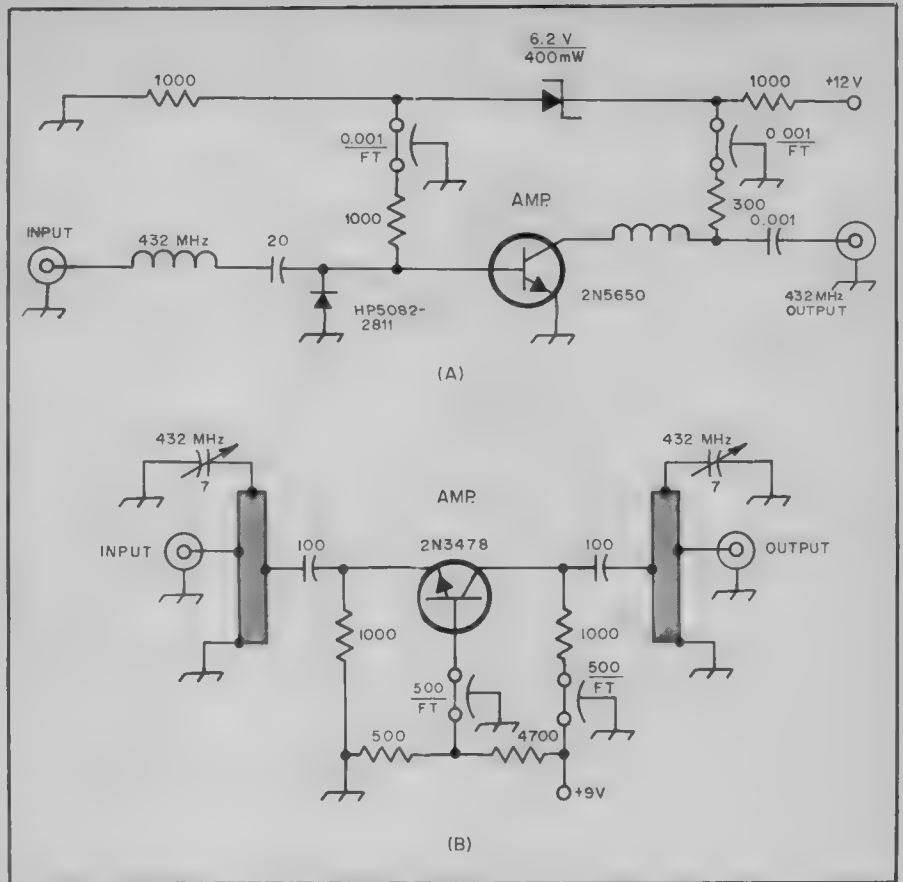 6.2 V
400mW
1000
1000
+12 V
0.001
FT
0.001
FT
1000
AMP.
300
0.001
INPUT
432 MHz
20
HP5082-
2811
2N5650
432MHz
OUTPUT
(A)
432 MHz
7
432 MHz
7
AMP.
INPUT
100
2N3478
100
OUTPUT
1000
1000
500
FT
500
FT
500
4700
+9V
(B)